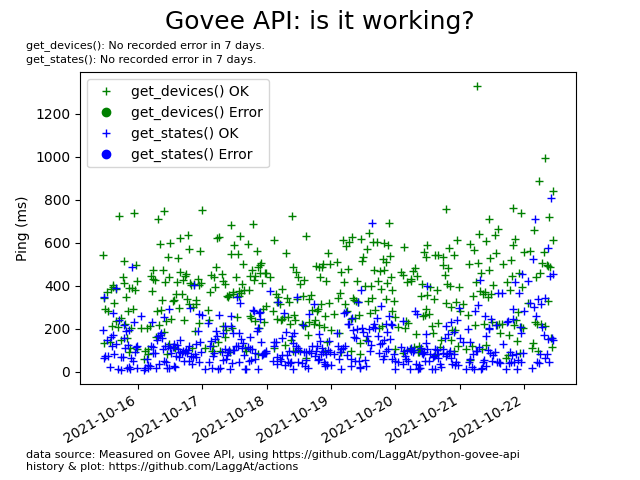 Govee API: is it working?
get_devices(): No recorded error in 7 days.
get_states(): No recorded error in 7 days.
get_devices() OK
get_devices() Error
get_states() OK
get_states() Error
Ping (ms)
1200
1000
800
600
400
200
0
2021-10-16
2021-10-17
2021-10-18
2021-10-19
2021-10-20
2021-10-21
2021-10-22
data source: Measured on Govee API, using https://github.com/LaggAt/python-govee-api
history & plot: https://github.com/LaggAt/actions